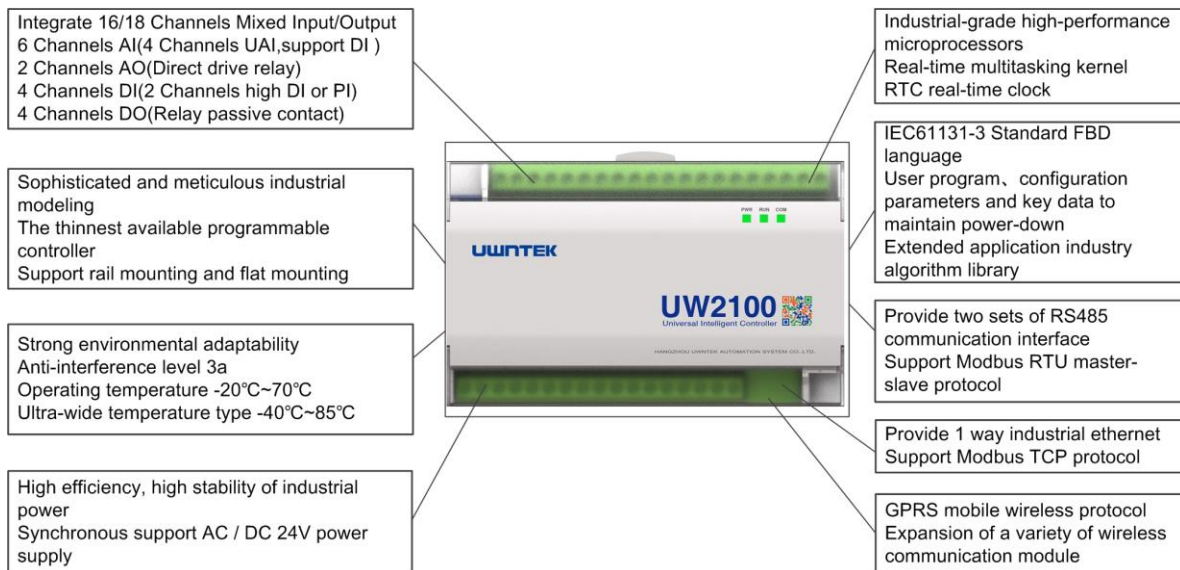 Integrate 16/18 Channels Mixed Input/Output
6 Channels AI(4 Channels UAI,support DI )
2 Channels AO(Direct drive relay)
4 Channels DI(2 Channels high DI or PI)
4 Channels DO(Relay passive contact)
Sophisticated and meticulous industrial
modeling
The thinnest available programmable
controller
Support rail mounting and flat mounting
Strong environmental adaptability
Anti-interference level 3a
Operating temperature -20℃~70℃
Ultra-wide temperature type -40℃~85℃
High efficiency, high stability of industrial
power
Synchronous support AC / DC 24V power
supply
PWR RUN COM
UWNTEK
UW2100
Universal Intelligent Controller
HANGZHOU UWNTEK AUTOMATION SYSTEM CO., LTD.
Industrial-grade high-performance
microprocessors
Real-time multitasking kernel
RTC real-time clock
IEC61131-3 Standard FBD
language
User program、configuration
parameters and key data to
maintain power-down
Extended application industry
algorithm library
Provide two sets of RS485
communication interface
Support Modbus RTU master-
slave protocol
Provide 1 way industrial ethernet
Support Modbus TCP protocol
GPRS mobile wireless protocol
Expansion of a variety of wireless
communication module